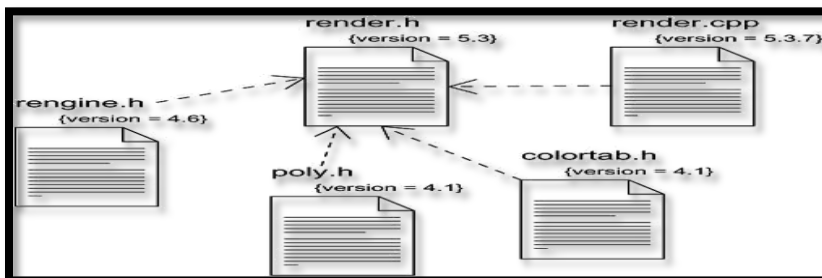 render.h
{version = 5.3}
render.cpp
{version = 5.3.7}
rengine.h
{version = 4.6}
poly.h
{version = 4.1}
colortab.h
{version = 4.1}